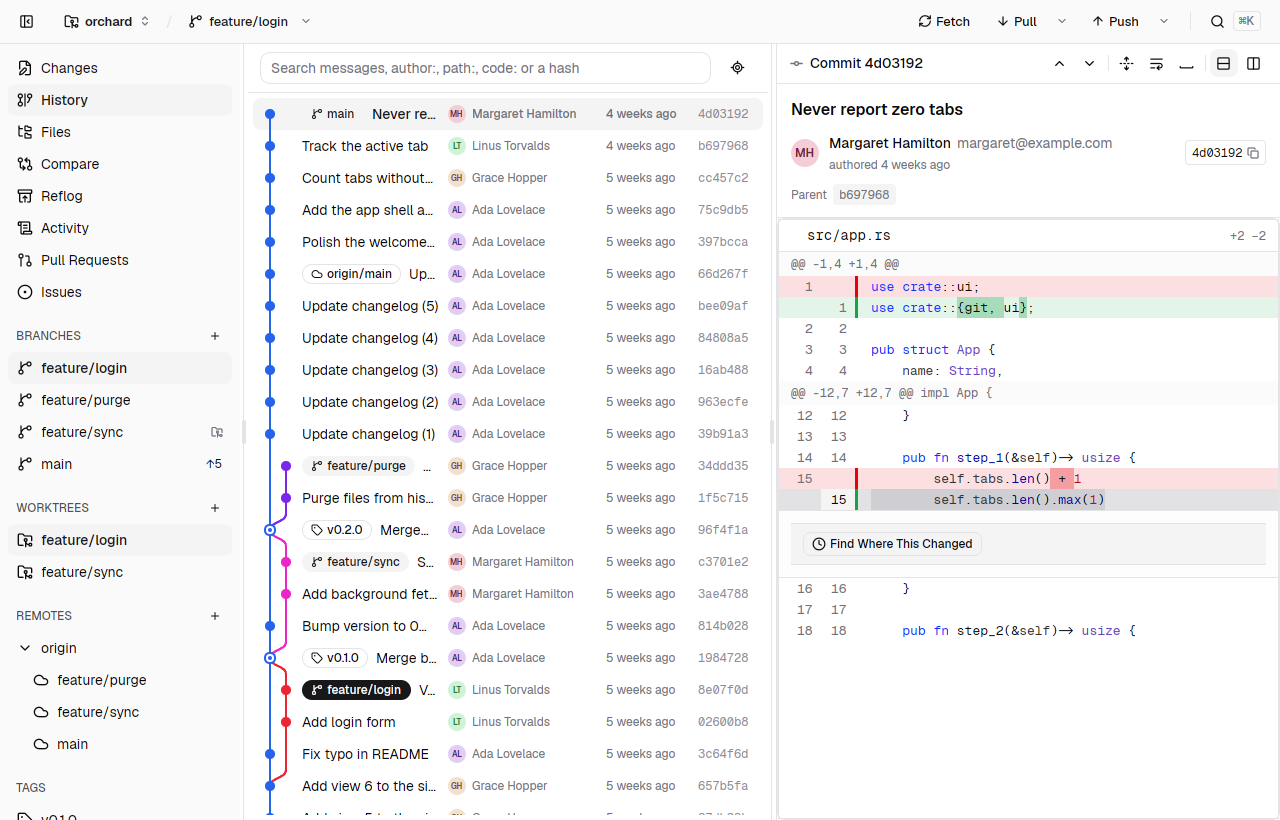 orchard / feature/login Fetch Pull Push ⌘K
Changes
History
Files
Compare
Reflog
Activity
Pull Requests
Issues
BRANCHES
feature/login
feature/purge
feature/sync
main ↑5
WORKTREES
feature/login
feature/sync
REMOTES
origin
feature/purge
feature/sync
main
TAGS
v0.1.0
Search messages, author:, path:, code: or a hash
main Never re... MH Margaret Hamilton 4 weeks ago 4d03192
Track the active tab LT Linus Torvalds 4 weeks ago b697968
Count tabs without... GH Grace Hopper 5 weeks ago cc457c2
Add the app shell a... AL Ada Lovelace 5 weeks ago 75c9db5
Polish the welcome... AL Ada Lovelace 5 weeks ago 397bcca
origin/main Up... AL Ada Lovelace 5 weeks ago 66d267f
Update changelog (5) AL Ada Lovelace 5 weeks ago bee09af
Update changelog (4) AL Ada Lovelace 5 weeks ago 84808a5
Update changelog (3) AL Ada Lovelace 5 weeks ago 16ab488
Update changelog (2) AL Ada Lovelace 5 weeks ago 963ecfe
Update changelog (1) AL Ada Lovelace 5 weeks ago 39b91a3
feature/purge ... GH Grace Hopper 5 weeks ago 34ddd35
Purge files from his... GH Grace Hopper 5 weeks ago 1f5c715
v0.2.0 Merge... AL Ada Lovelace 5 weeks ago 96f4f1a
feature/sync S... MH Margaret Hamilton 5 weeks ago c3701e2
Add background fet... MH Margaret Hamilton 5 weeks ago 3ae4788
Bump version to 0... AL Ada Lovelace 5 weeks ago 814b028
v0.1.0 Merge b... AL Ada Lovelace 5 weeks ago 1984728
feature/login V... LT Linus Torvalds 5 weeks ago 8e07f0d
Add login form LT Linus Torvalds 5 weeks ago 02600b8
Fix typo in README AL Ada Lovelace 5 weeks ago 3c64f6d
Add view 6 to the si... GH Grace Hopper 5 weeks ago 657b5fa
Commit 4d03192
Never report zero tabs
MH Margaret Hamilton margaret@example.com
authored 4 weeks ago
4d03192
Parent b697968
src/app.rs +2 −2
@@ -1,4 +1,4 @@
1 use crate::ui;
1 use crate::{git, ui};
2 2
3 3 pub struct App {
4 4 name: String,
@@ -12,7 +12,7 @@ impl App {
12 12 }
13 13
14 14 pub fn step_1(&self)-> usize {
15 self.tabs.len() + 1
15 self.tabs.len().max(1)
Find Where This Changed
16 16 }
17 17
18 18 pub fn step_2(&self)-> usize {